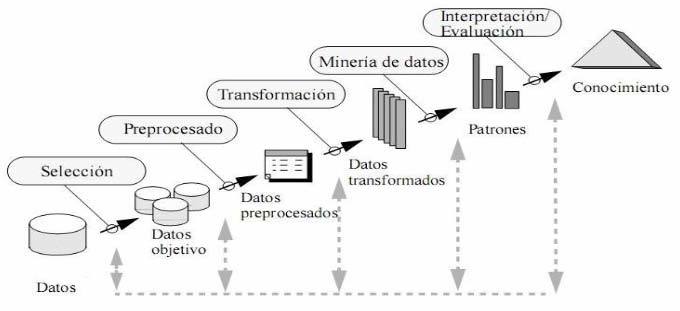 Interpretación/
Evaluación
Minería de datos
Conocimiento
Transformación
Patrones
Preprocesado
Datos
transformados
Selección
Datos
preprocesados
Datos
objetivo
Datos